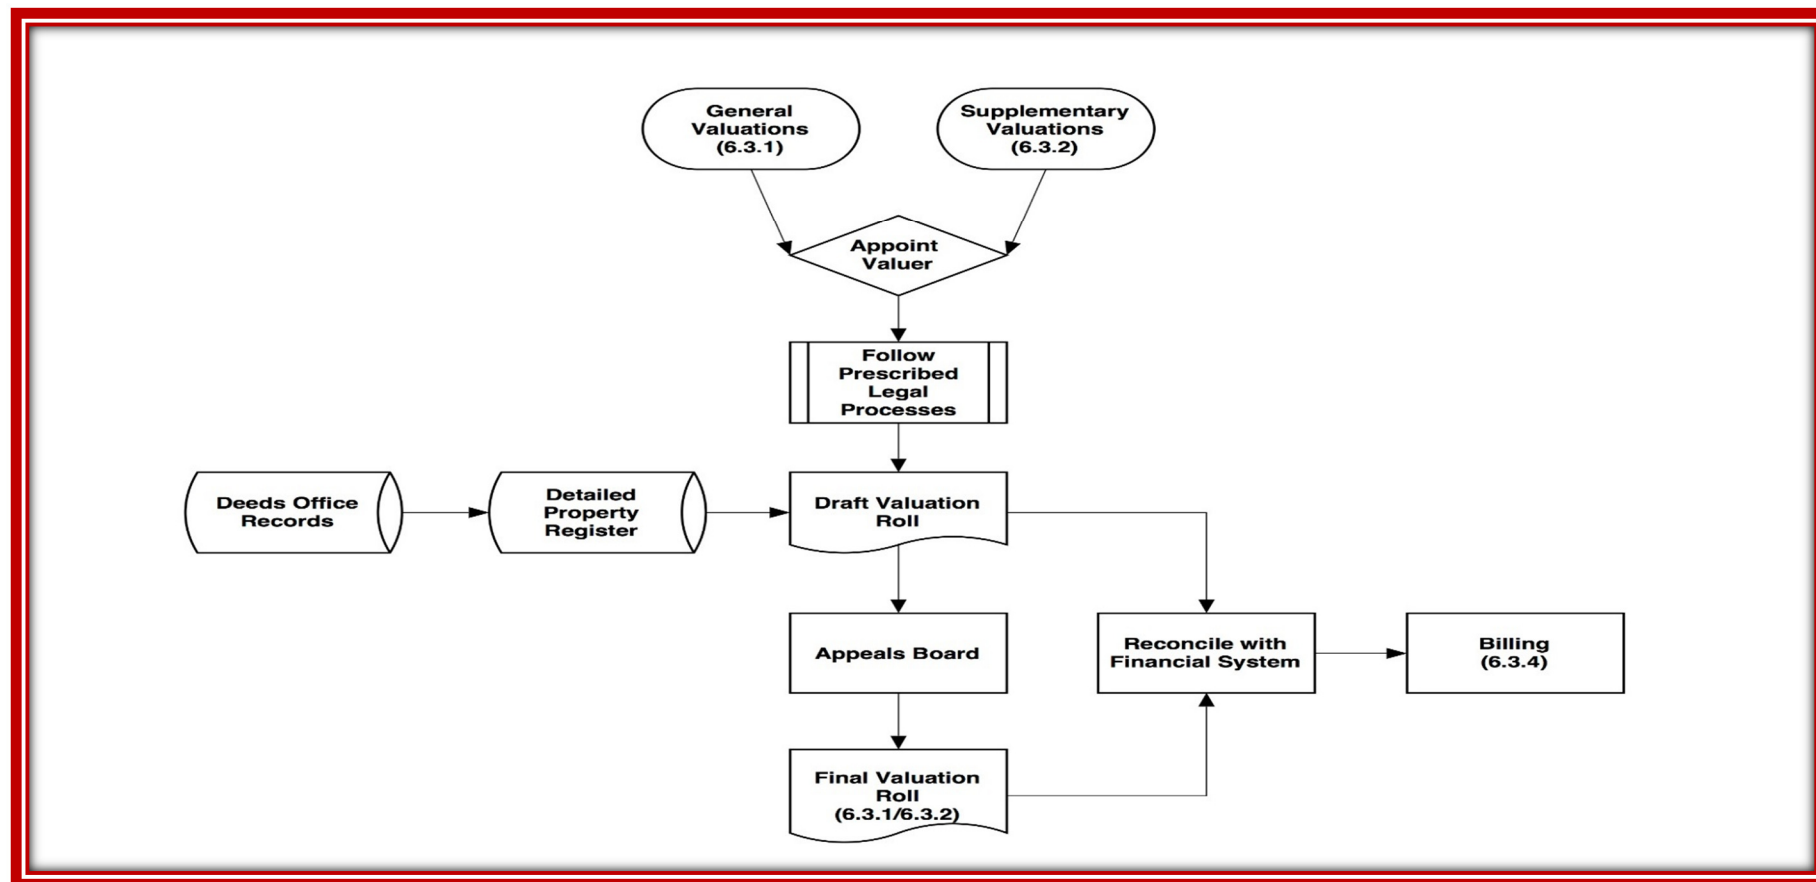 General
Valuations
(6.3.1)
Supplementary
Valuations
(6.3.2)
Appoint
Valuer
Follow
Prescribed
Legal
Processes
Deeds Office
Records
Detailed
Property
Register
Draft Valuation
Roll
Appeals Board
Reconcile with
Financial System
Billing
(6.3.4)
Final Valuation
Roll
(6.3.1/6.3.2)